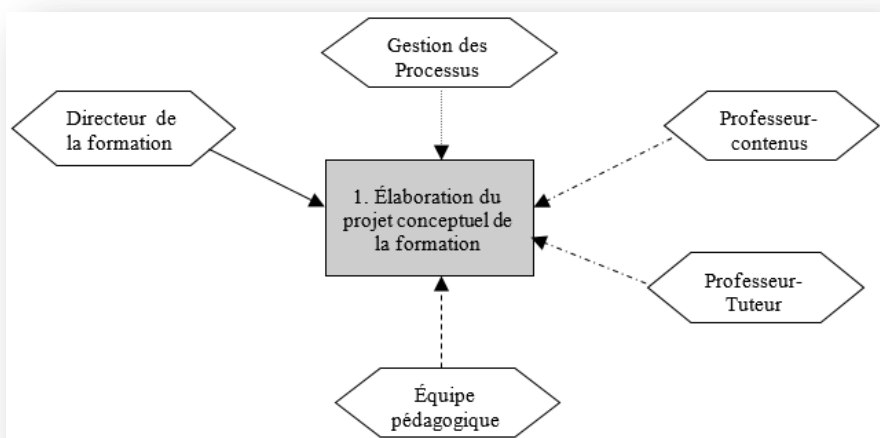 Gestion des
Processus
Directeur de
la formation
Professeur-
contenus
1. Élaboration du
projet conceptuel de
la formation
Professeur-
Tuteur
Équipe
pédagogique